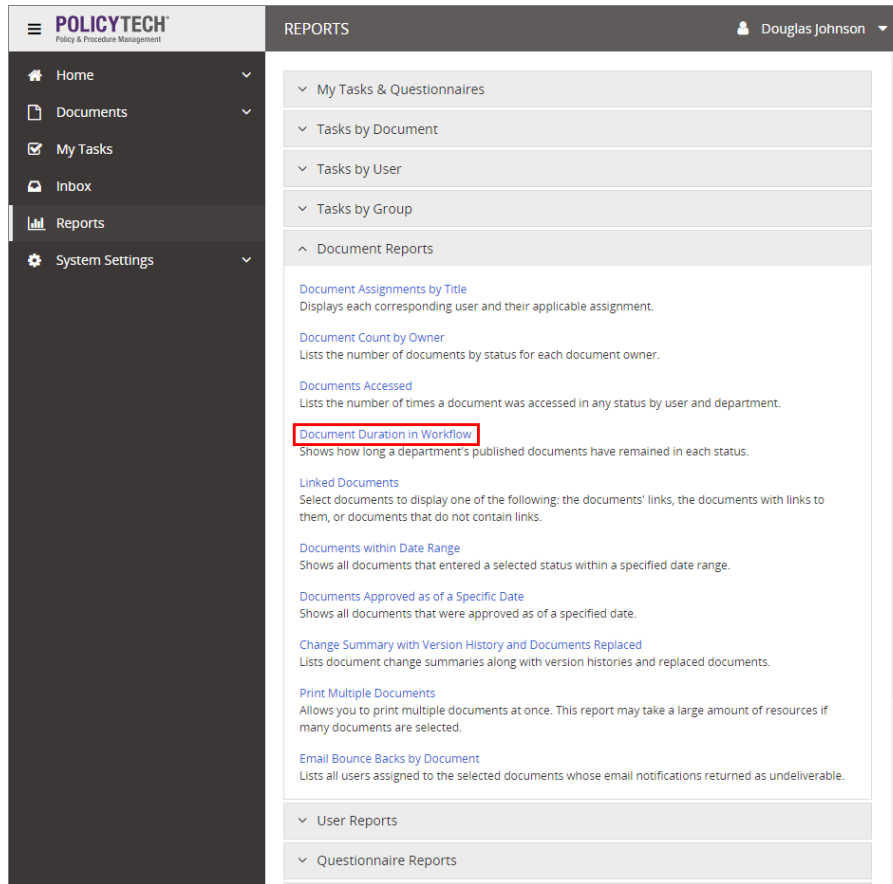 POLICYTECH®
Policy & Procedure Management
REPORTS
Douglas Johnson
Home
Documents
My Tasks
Inbox
Reports
System Settings
My Tasks & Questionnaires
Tasks by Document
Tasks by User
Tasks by Group
Document Reports
Document Assignments by Title
Displays each corresponding user and their applicable assignment.
Document Count by Owner
Lists the number of documents by status for each document owner.
Documents Accessed
Lists the number of times a document was accessed in any status by user and department.
Document Duration in Workflow
Shows how long a department's published documents have remained in each status.
Linked Documents
Select documents to display one of the following: the documents' links, the documents with links to
them, or documents that do not contain links.
Documents within Date Range
Shows all documents that entered a selected status within a specified date range.
Documents Approved as of a Specific Date
Shows all documents that were approved as of a specified date.
Change Summary with Version History and Documents Replaced
Lists document change summaries along with version histories and replaced documents.
Print Multiple Documents
Allows you to print multiple documents at once. This report may take a large amount of resources if
many documents are selected.
Email Bounce Backs by Document
Lists all users assigned to the selected documents whose email notifications returned as undeliverable.
User Reports
Questionnaire Reports